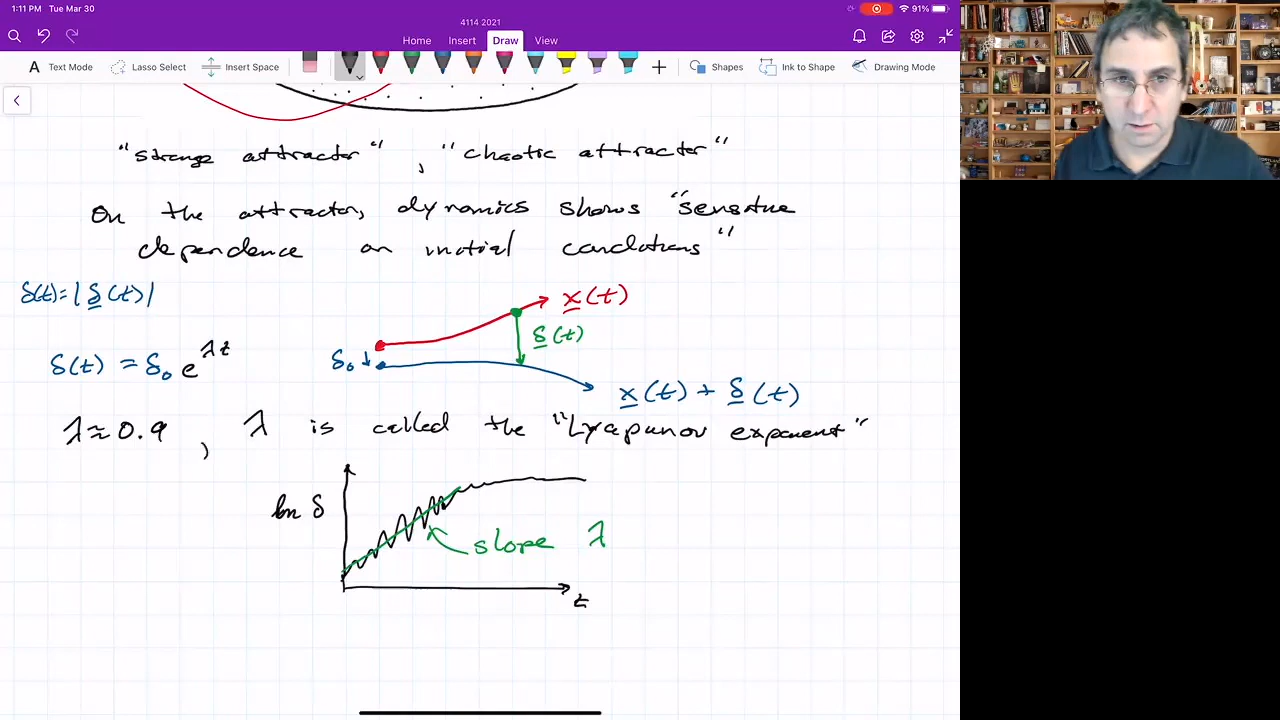 1:11 PM Tue Mar 30
91%
4114 2021
Home Insert Draw View
Text Mode Lasso Select Insert Space Shapes Ink to Shape Drawing Mode
"strange attractor", "chaotic attractor"
On the attractor, dynamics shows "sensitive
dependence on initial conditions"
δ(t) = |δ(t)|
x(t)
δ(t)
δ(t) = δ₀ e^{λt}
δ₀
x(t) + δ(t)
λ ≈ 0.9, λ is called the "Lyapunov exponent"
ln δ
slope λ
t